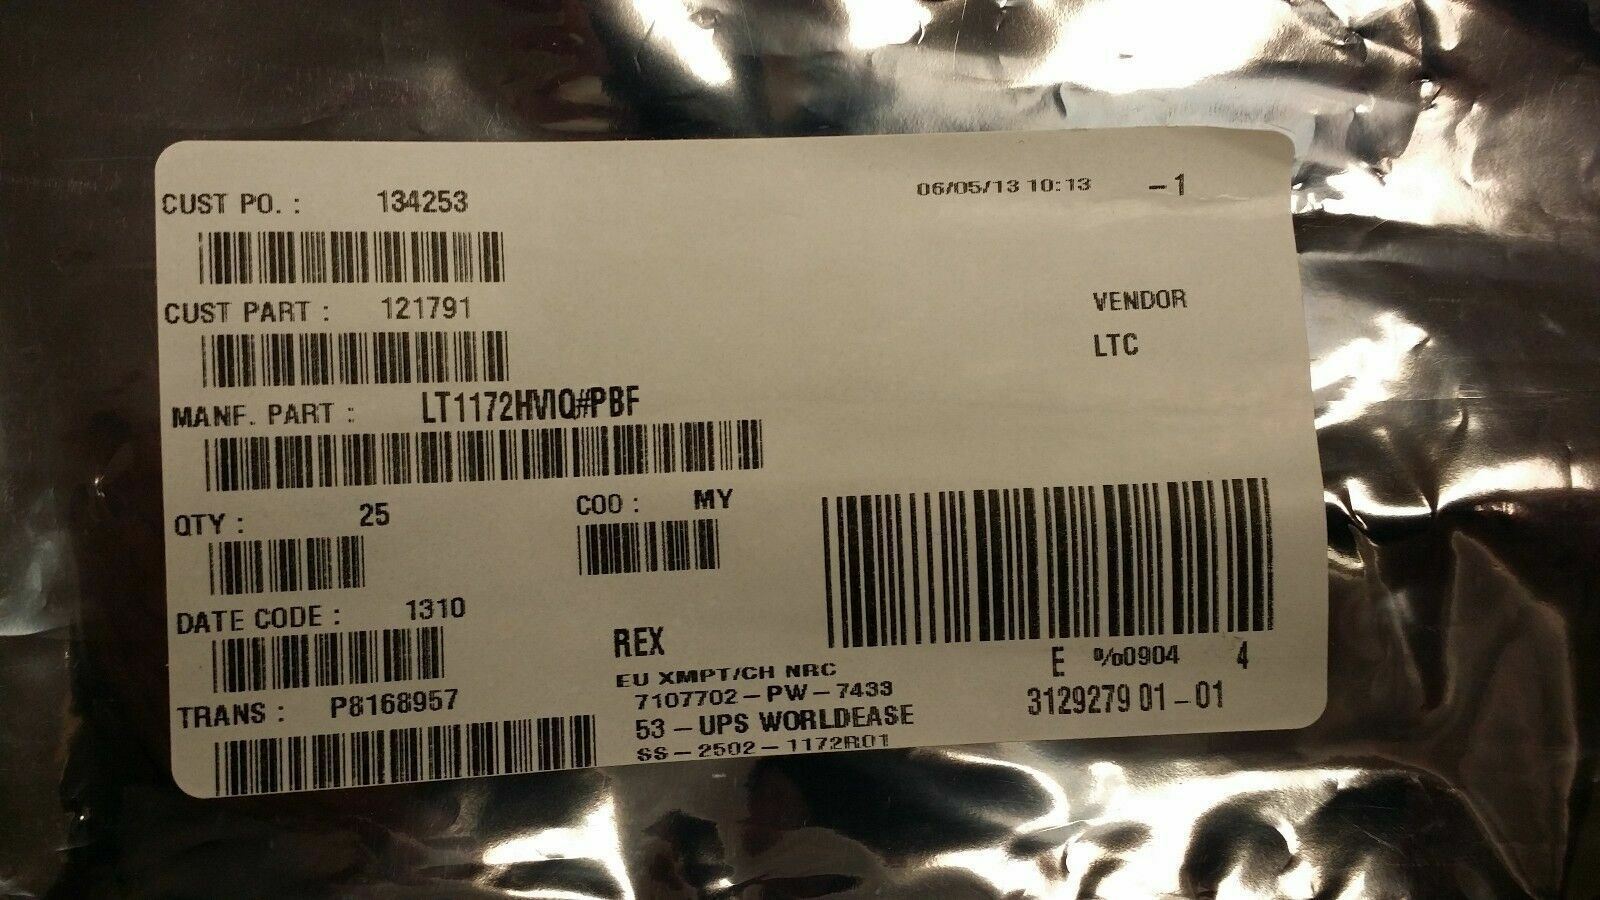 CUST PO. : 134253
06/05/13 10:13 -1
CUST PART : 121791
VENDOR
LTC
MANF. PART : LT1172HVIQ#PBF
QTY : 25
COO : MY
DATE CODE : 1310
TRANS : P8168957
REX
EU XMPT/CH NRC
7107702-PW-7433
53 - UPS WORLDEASE
SS-2502-1172R01
E %0904 4
3129279 01-01